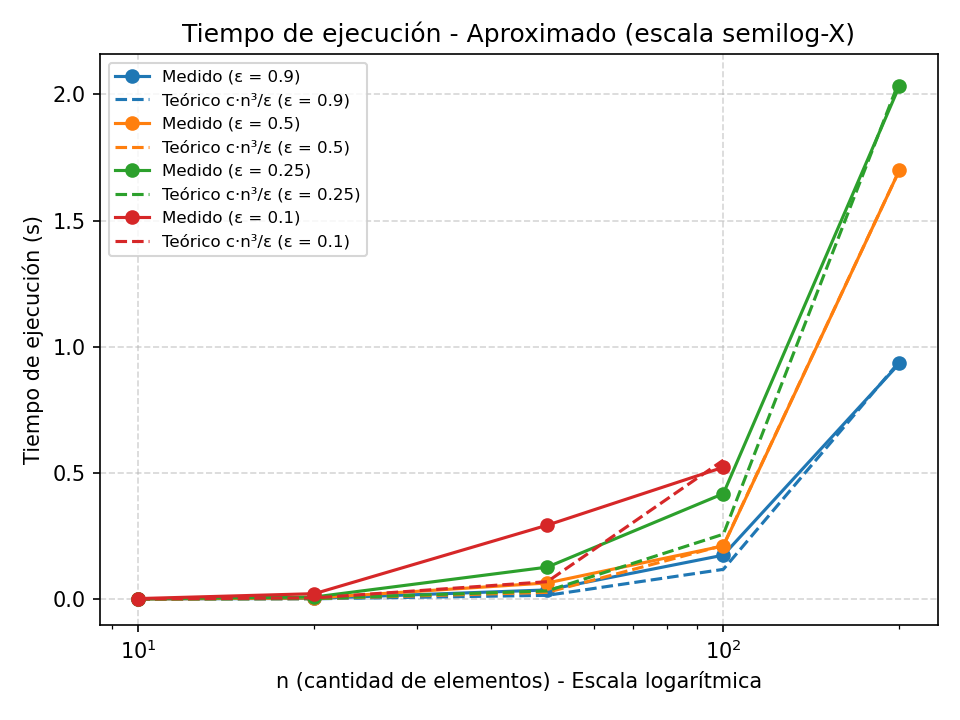 Tiempo de ejecución - Aproximado (escala semilog-X)
Medido (ε = 0.9)
Teórico c·n³/ε (ε = 0.9)
Medido (ε = 0.5)
Teórico c·n³/ε (ε = 0.5)
Medido (ε = 0.25)
Teórico c·n³/ε (ε = 0.25)
Medido (ε = 0.1)
Teórico c·n³/ε (ε = 0.1)
Tiempo de ejecución (s)
2.0
1.5
1.0
0.5
0.0
10¹ 10²
n (cantidad de elementos) - Escala logarítmica